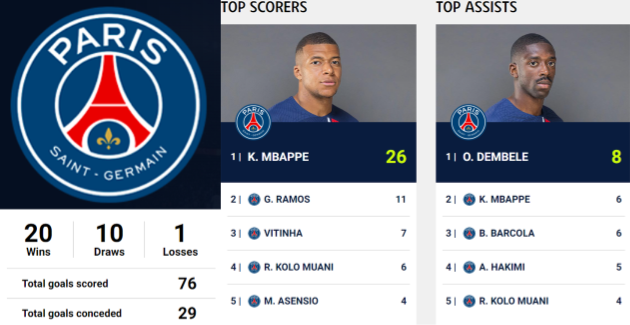 PARIS
SAINT - GERMAIN
20
Wins
10
Draws
1
Losses
Total goals scored 76
Total goals conceded 29
TOP SCORERS
PARIS
1 | K. MBAPPE 26
2 | G. RAMOS 11
3 | VITINHA 7
4 | R. KOLO MUANI 6
5 | M. ASENSIO 4
TOP ASSISTS
PARIS
1 | O. DEMBELE 8
2 | K. MBAPPE 6
3 | B. BARCOLA 6
4 | A. HAKIMI 5
5 | R. KOLO MUANI 4